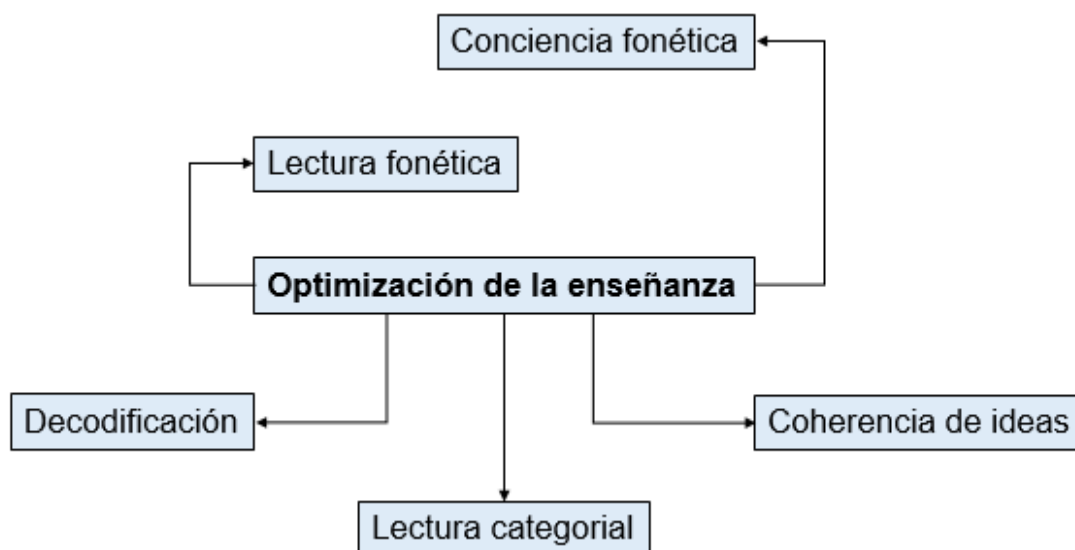 Conciencia fonética
Lectura fonética
Optimización de la enseñanza
Decodificación
Coherencia de ideas
Lectura categorial